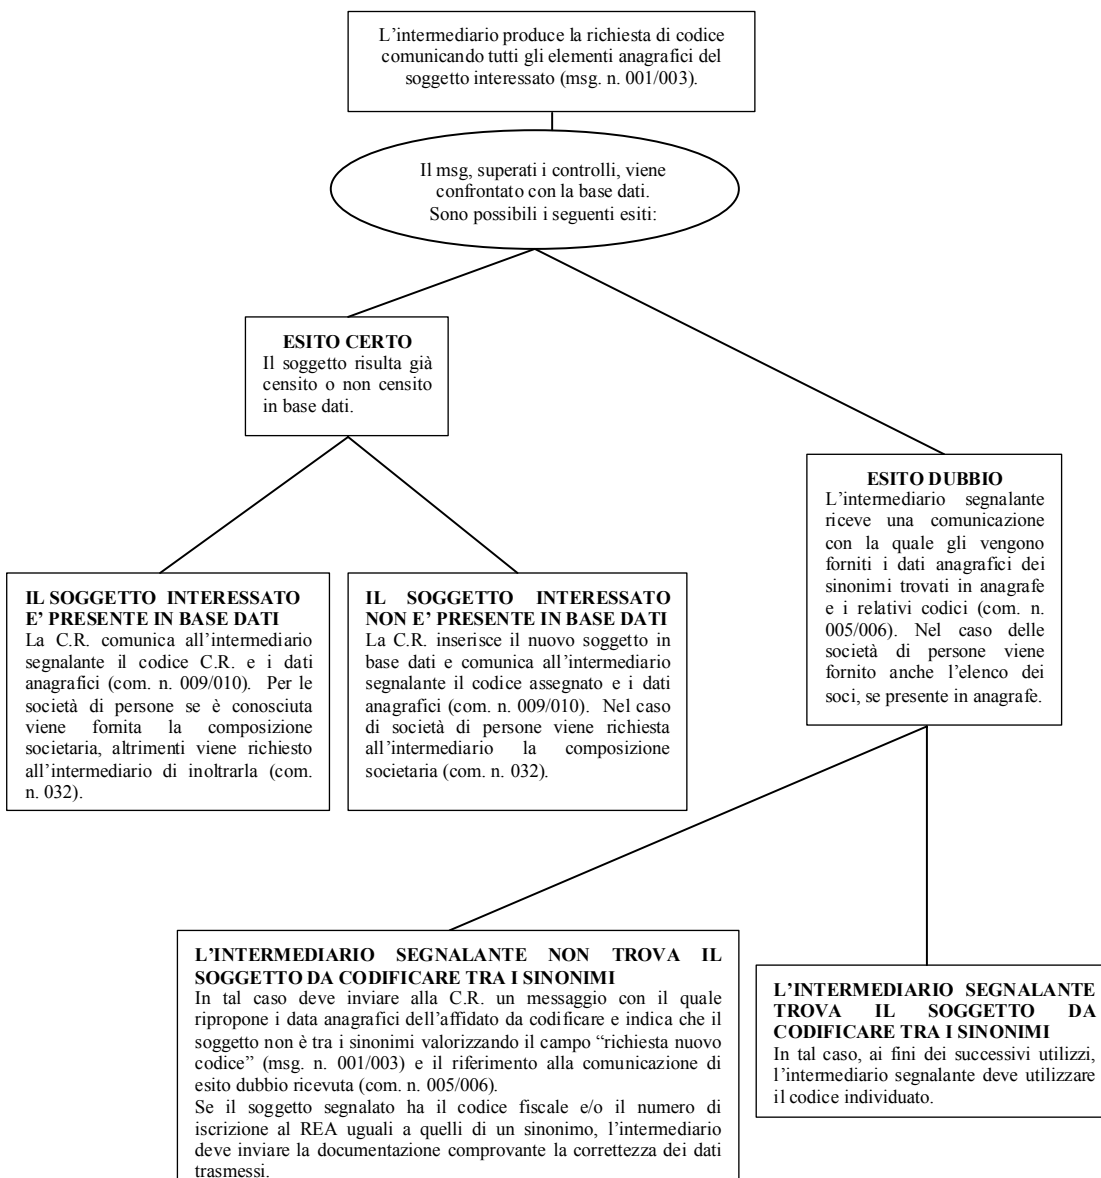 L’intermediario produce la richiesta di codice
comunicando tutti gli elementi anagrafici del
soggetto interessato (msg. n. 001/003).
Il msg, superati i controlli, viene
confrontato con la base dati.
Sono possibili i seguenti esiti:
ESITO CERTO
Il soggetto risulta già
censito o non censito
in base dati.
ESITO DUBBIO
L’intermediario segnalante
riceve una comunicazione
con la quale gli vengono
forniti i dati anagrafici dei
sinonimi trovati in anagrafe
e i relativi codici (com. n.
005/006). Nel caso delle
società di persone viene
fornito anche l’elenco dei
soci, se presente in anagrafe.
IL SOGGETTO INTERESSATO
E’ PRESENTE IN BASE DATI
La C.R. comunica all’intermediario
segnalante il codice C.R. e i dati
anagrafici (com. n. 009/010). Per le
società di persone se è conosciuta
viene fornita la composizione
societaria, altrimenti viene richiesto
all’intermediario di inoltrarla (com.
n. 032).
IL SOGGETTO INTERESSATO
NON E’ PRESENTE IN BASE DATI
La C.R. inserisce il nuovo soggetto in
base dati e comunica all’intermediario
segnalante il codice assegnato e i dati
anagrafici (com. n. 009/010). Nel caso
di società di persone viene richiesta
all’intermediario la composizione
societaria (com. n. 032).
L’INTERMEDIARIO SEGNALANTE NON TROVA IL
SOGGETTO DA CODIFICARE TRA I SINONIMI
In tal caso deve inviare alla C.R. un messaggio con il quale
ripropone i data anagrafici dell’affidato da codificare e indica che il
soggetto non è tra i sinonimi valorizzando il campo “richiesta nuovo
codice” (msg. n. 001/003) e il riferimento alla comunicazione di
esito dubbio ricevuta (com. n. 005/006).
Se il soggetto segnalato ha il codice fiscale e/o il numero di
iscrizione al REA uguali a quelli di un sinonimo, l’intermediario
deve inviare la documentazione comprovante la correttezza dei dati
trasmessi.
L’INTERMEDIARIO SEGNALANTE
TROVA IL SOGGETTO DA
CODIFICARE TRA I SINONIMI
In tal caso, ai fini dei successivi utilizzi,
l’intermediario segnalante deve utilizzare
il codice individuato.